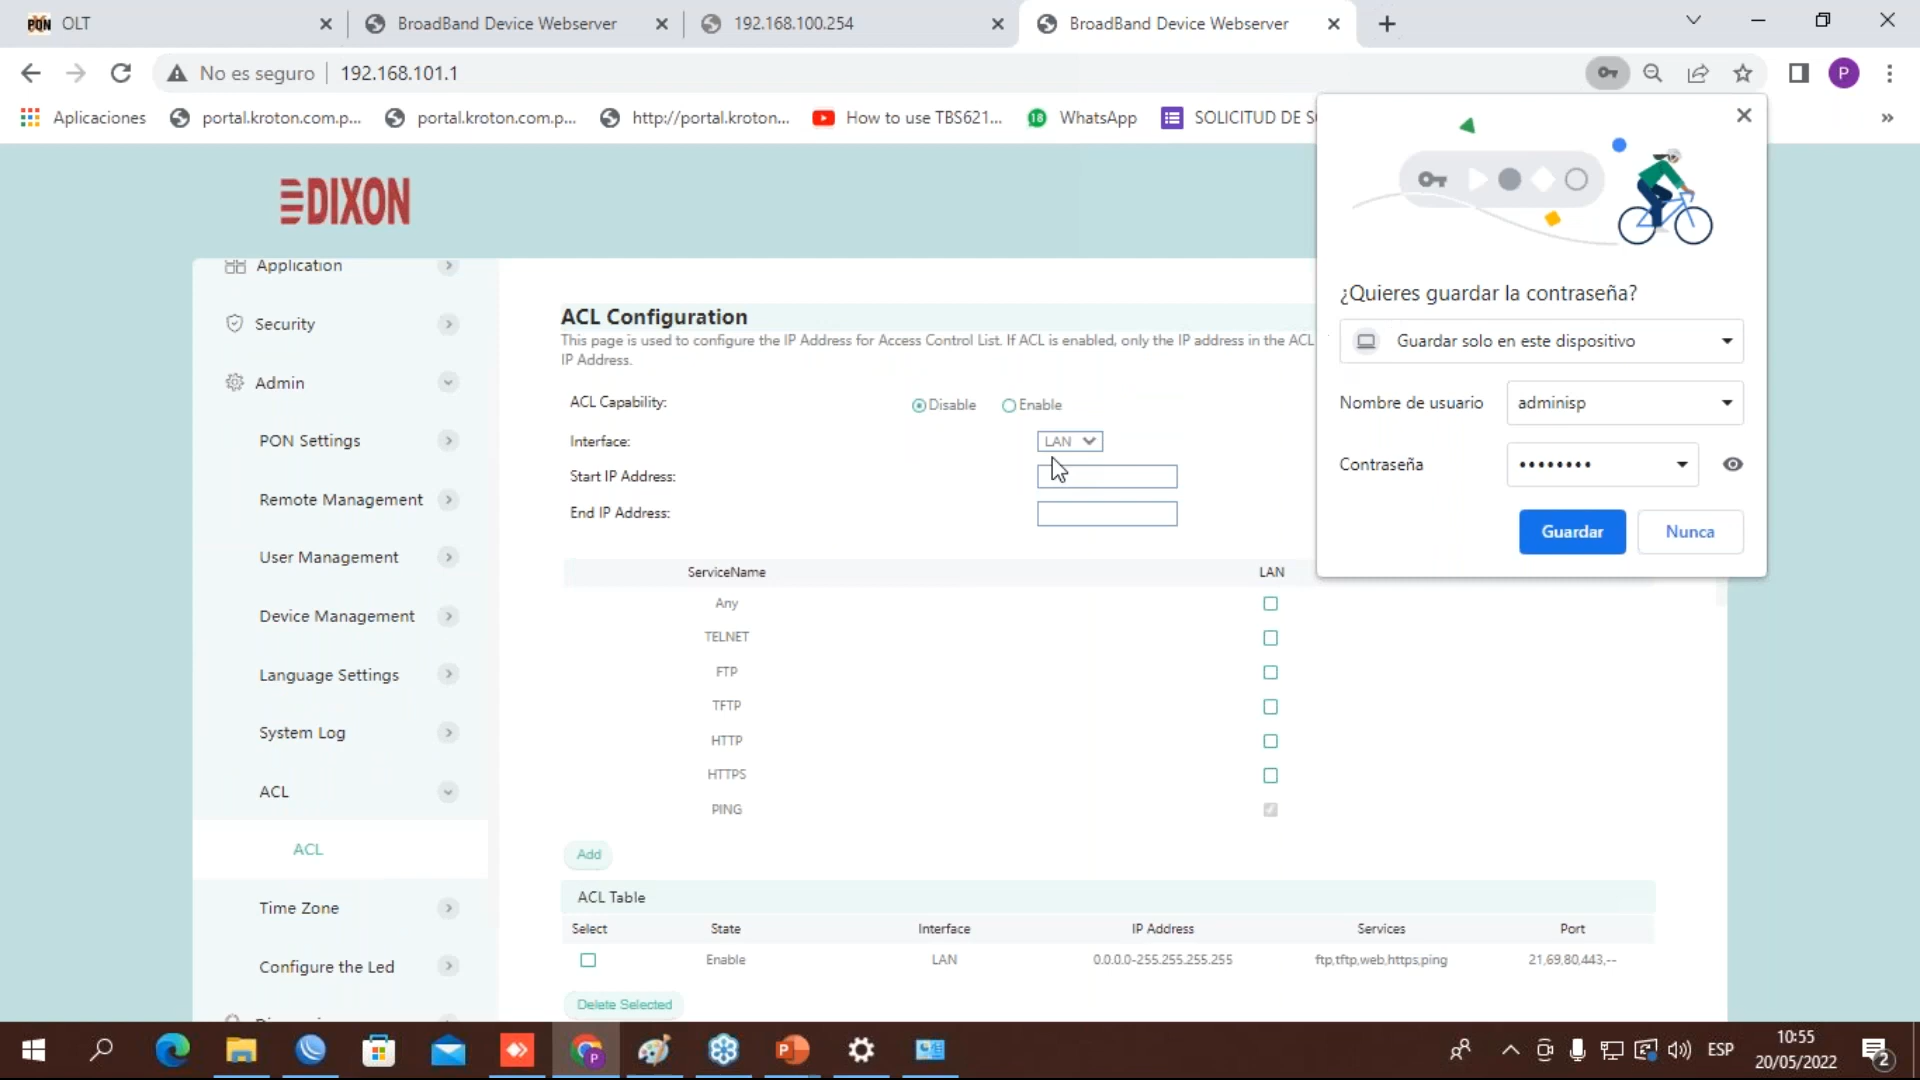 PON OLT
BroadBand Device Webserver
192.168.100.254
BroadBand Device Webserver
No es seguro
192.168.101.1
P
Aplicaciones
portal.kroton.com.p...
portal.kroton.com.p...
http://portal.kroton...
How to use TBS621...
18 WhatsApp
SOLICITUD DE S
»
DIXON
Application
Security
Admin
PON Settings
Remote Management
User Management
Device Management
Language Settings
System Log
ACL
ACL
Time Zone
Configure the Led
ACL Configuration
This page is used to configure the IP Address for Access Control List. If ACL is enabled, only the IP address in the ACL
IP Address.
ACL Capability:
Disable
Enable
Interface:
LAN
Start IP Address:
End IP Address:
ServiceName
LAN
Any
TELNET
FTP
TFTP
HTTP
HTTPS
PING
Add
ACL Table
Select State Interface IP Address Services Port
Enable LAN 0.0.0.0-255.255.255.255 ftp,tftp,web,https,ping 21,69,80,443,--
Delete Selected
¿Quieres guardar la contraseña?
Guardar solo en este dispositivo
Nombre de usuario
adminisp
Contraseña
••••••••
Guardar
Nunca
P
ESP
10:55
20/05/2022
2